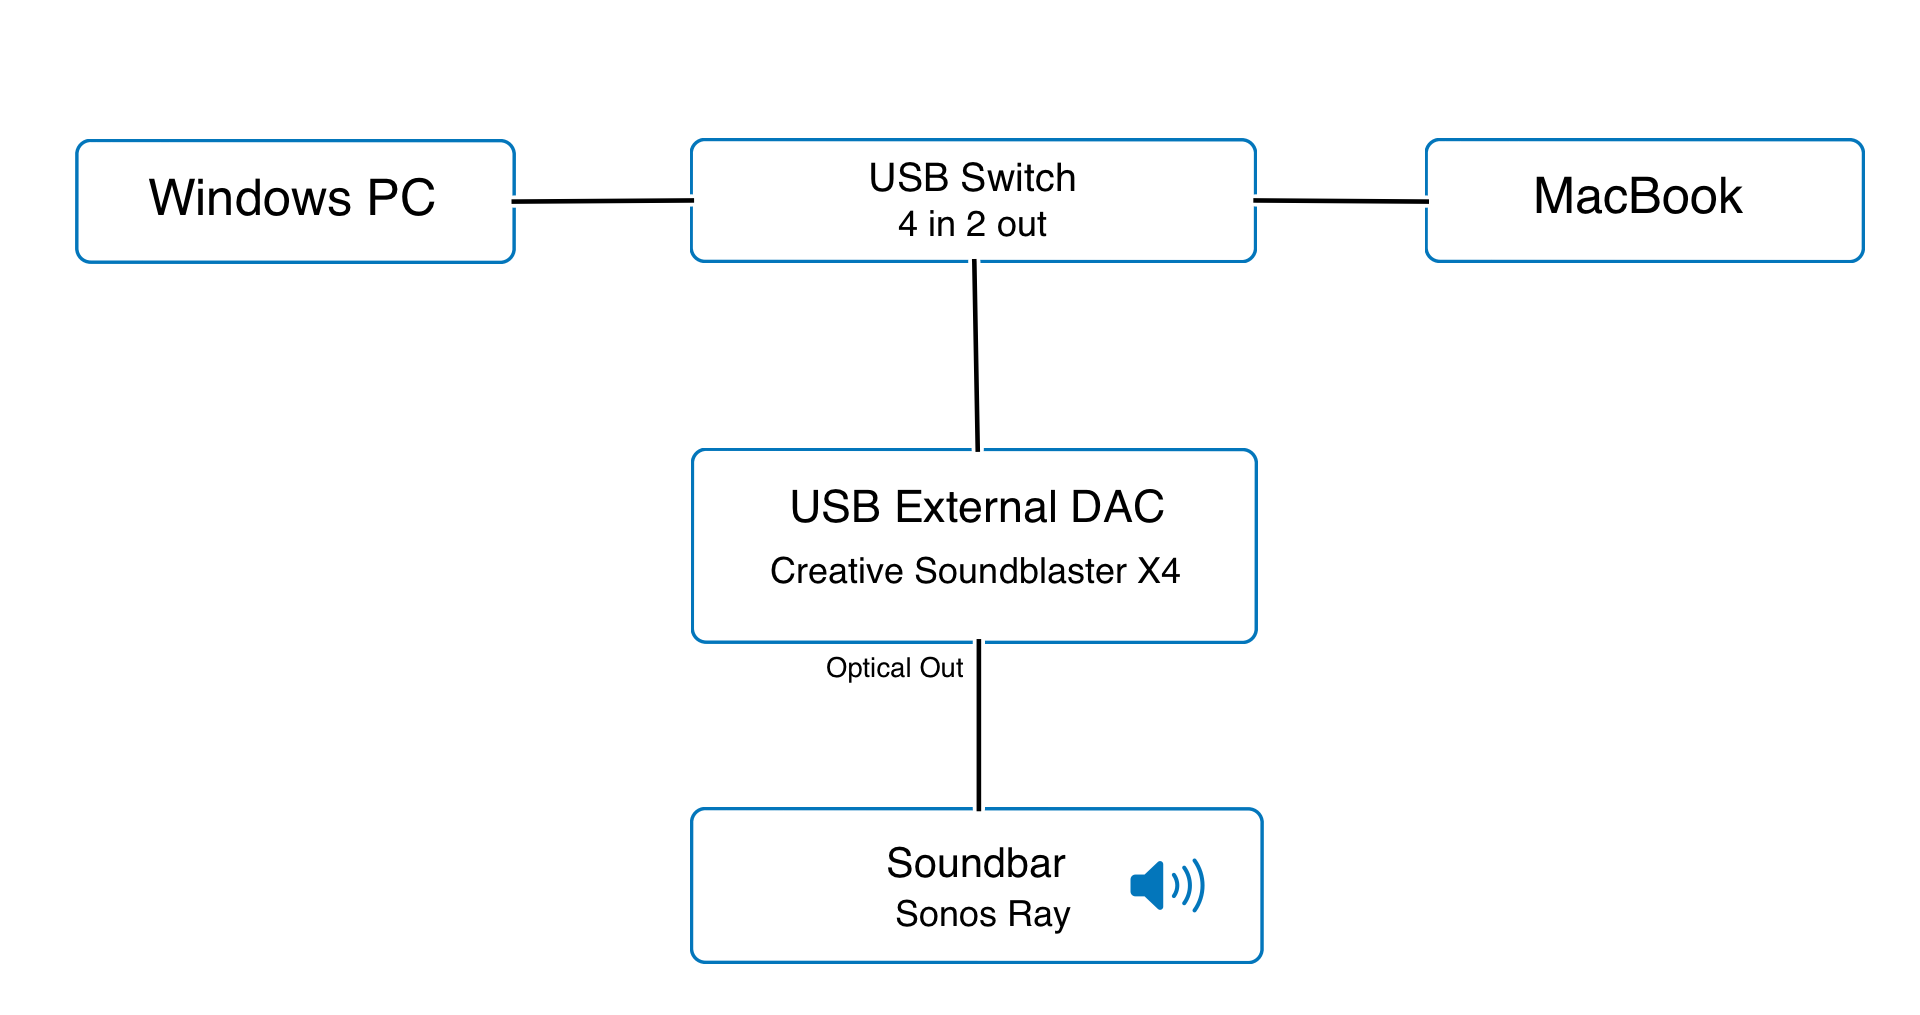 Windows PC
USB Switch
4 in 2 out
MacBook
USB External DAC
Creative Soundblaster X4
Optical Out
Soundbar
Sonos Ray